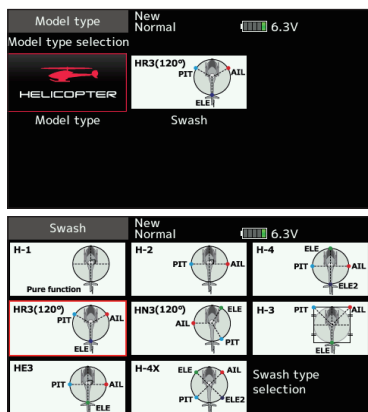 Model type
New
Normal
6.3V
Model type selection
HELICOPTER
HR3(120°)
PIT
AIL
ELE
Model type
Swash
Swash
New
Normal
6.3V
H-1
Pure function
H-2
PIT
AIL
H-4
ELE
PIT
AIL
ELE2
HR3(120°)
PIT
AIL
ELE
HN3(120°)
ELE
AIL
PIT
H-3
PIT
AIL
ELE
HE3
PIT
AIL
ELE
H-4X
ELE
AIL
PIT
ELE2
Swash type
selection